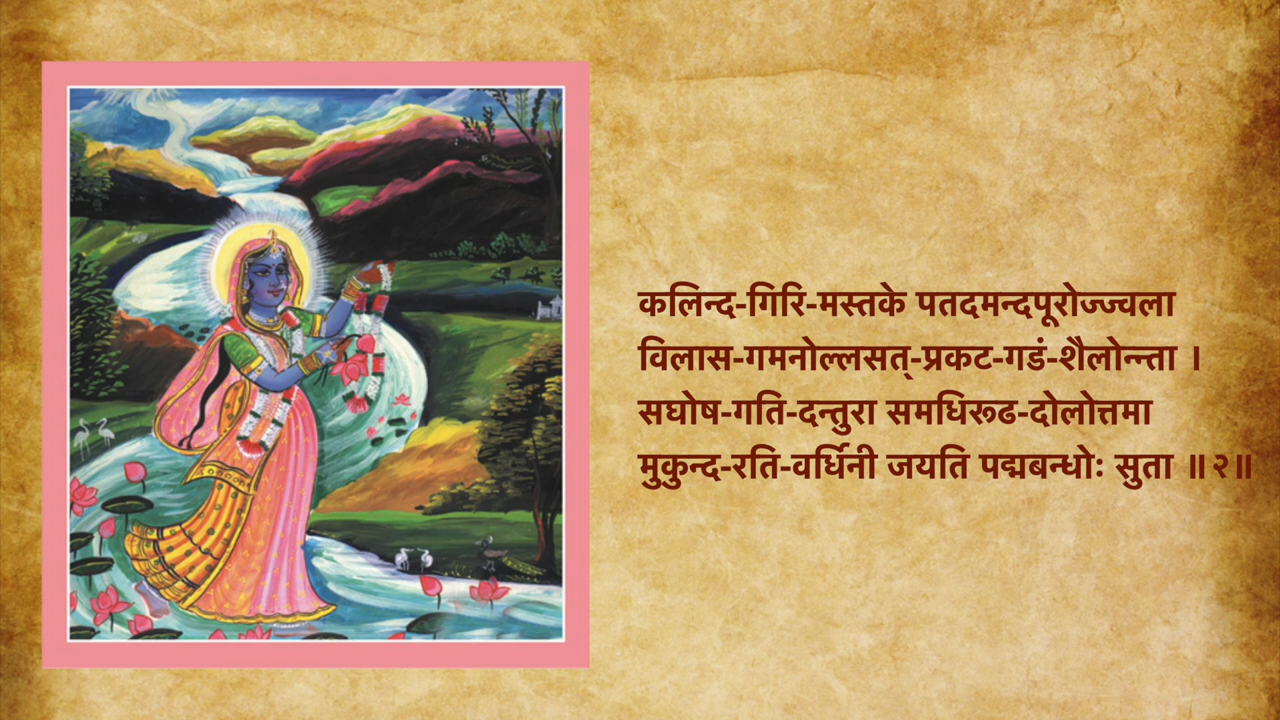 कलिन्द-गिरि-मस्तके पतदमन्दपूरोज्ज्वला
विलास-गमनोल्लसत्-प्रकट-गडं-शैलोन्न्ता ।
सघोष-गति-दन्तुरा समधिरूढ-दोलोत्तमा
मुकुन्द-रति-वर्धिनी जयति पद्मबन्धोः सुता ॥२॥